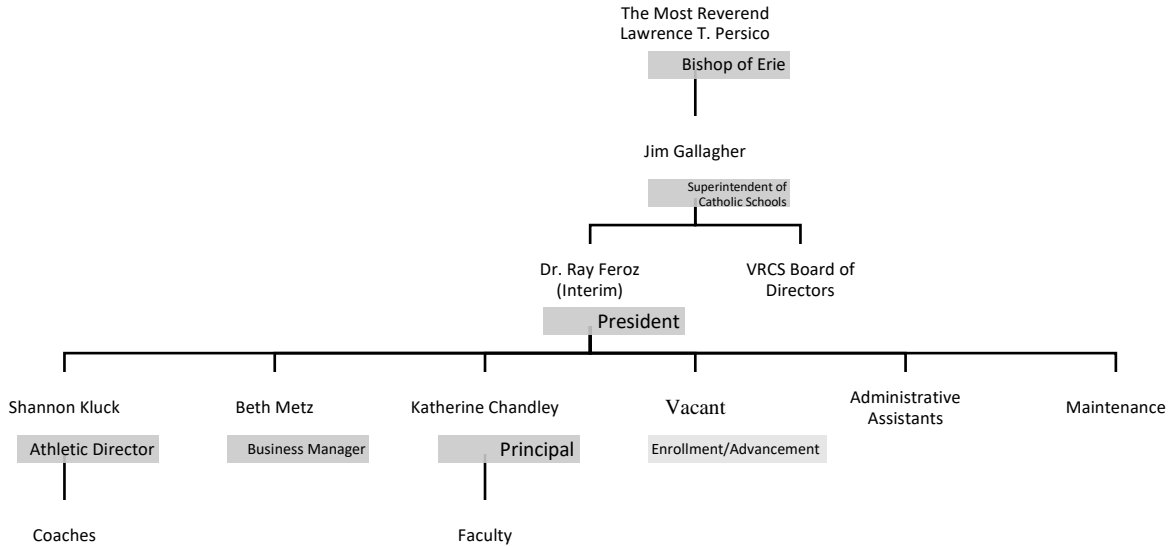 The Most Reverend
Lawrence T. Persico
Bishop of Erie
Jim Gallagher
Superintendent of
Catholic Schools
Dr. Ray Feroz
(Interim)
President
VRCS Board of
Directors
Shannon Kluck
Athletic Director
Beth Metz
Business Manager
Katherine Chandley
Principal
Vacant
Enrollment/Advancement
Administrative
Assistants
Maintenance
Coaches
Faculty